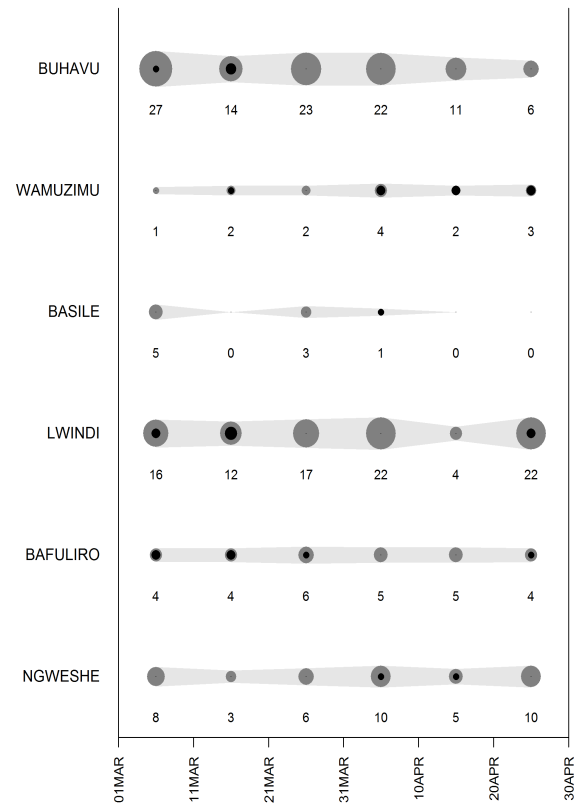 BUHAVU
27 14 23 22 11 6
WAMUZIMU
1 2 2 4 2 3
BASILE
5 0 3 1 0 0
LWINDI
16 12 17 22 4 22
BAFULIRO
4 4 6 5 5 4
NGWESHE
8 3 6 10 5 10
01MAR 11MAR 21MAR 31MAR 10APR 20APR 30APR